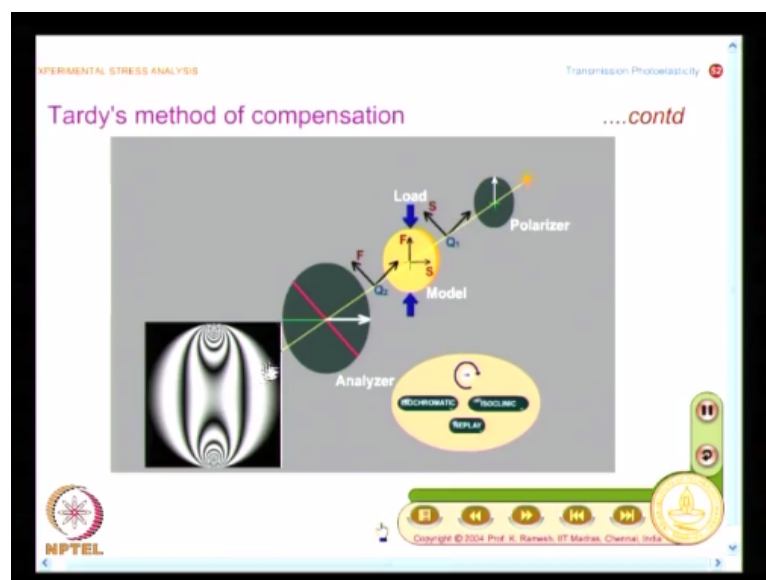 XPERIMENTAL STRESS ANALYSIS
Transmission Photoelasticity 52
Tardy's method of compensation
....contd
Load
S
Polarizer
Q1
F
F
S
Q2
Model
Analyzer
ISOCHROMATIC
ISOCLINIC
REPLAY
NPTEL
Copyright © 2004 Prof. K. Ramesh, IIT Madras, Chennai, India